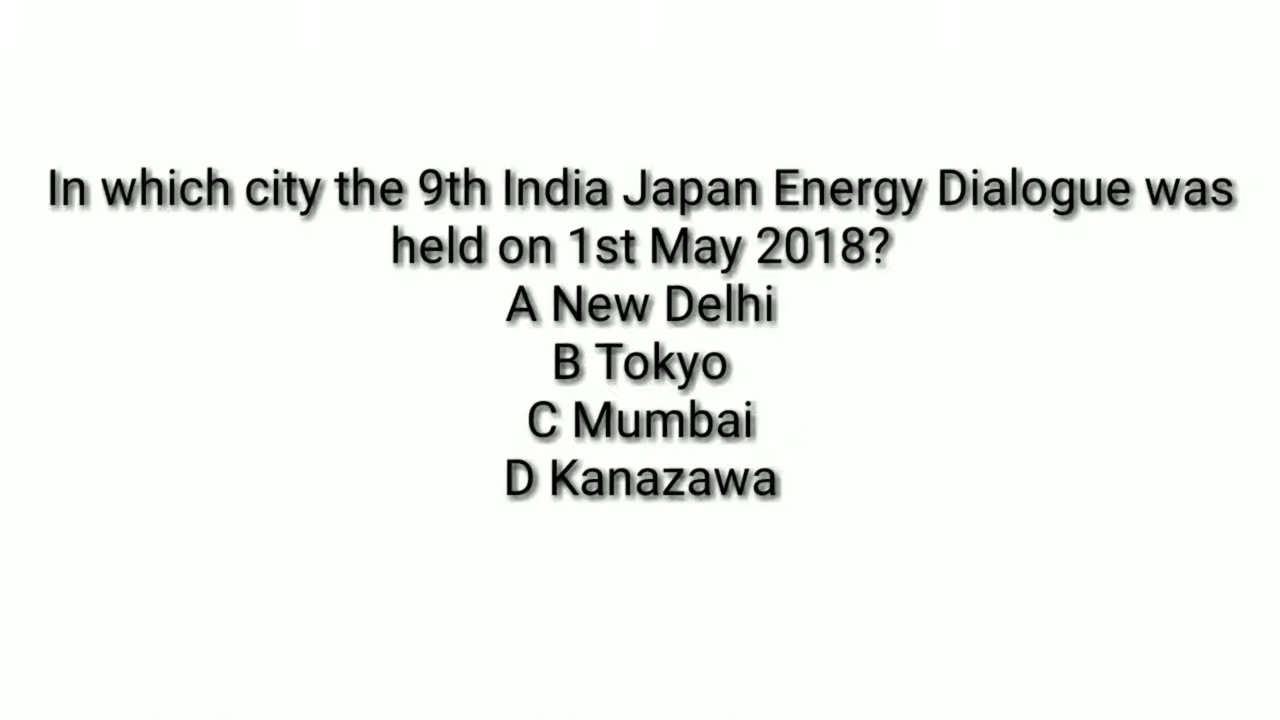 In which city the 9th India Japan Energy Dialogue was
held on 1st May 2018?
A New Delhi
B Tokyo
C Mumbai
D Kanazawa